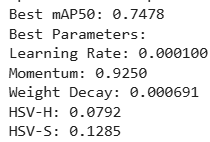 Best mAP50: 0.7478
Best Parameters:
Learning Rate: 0.000100
Momentum: 0.9250
Weight Decay: 0.000691
HSV-H: 0.0792
HSV-S: 0.1285